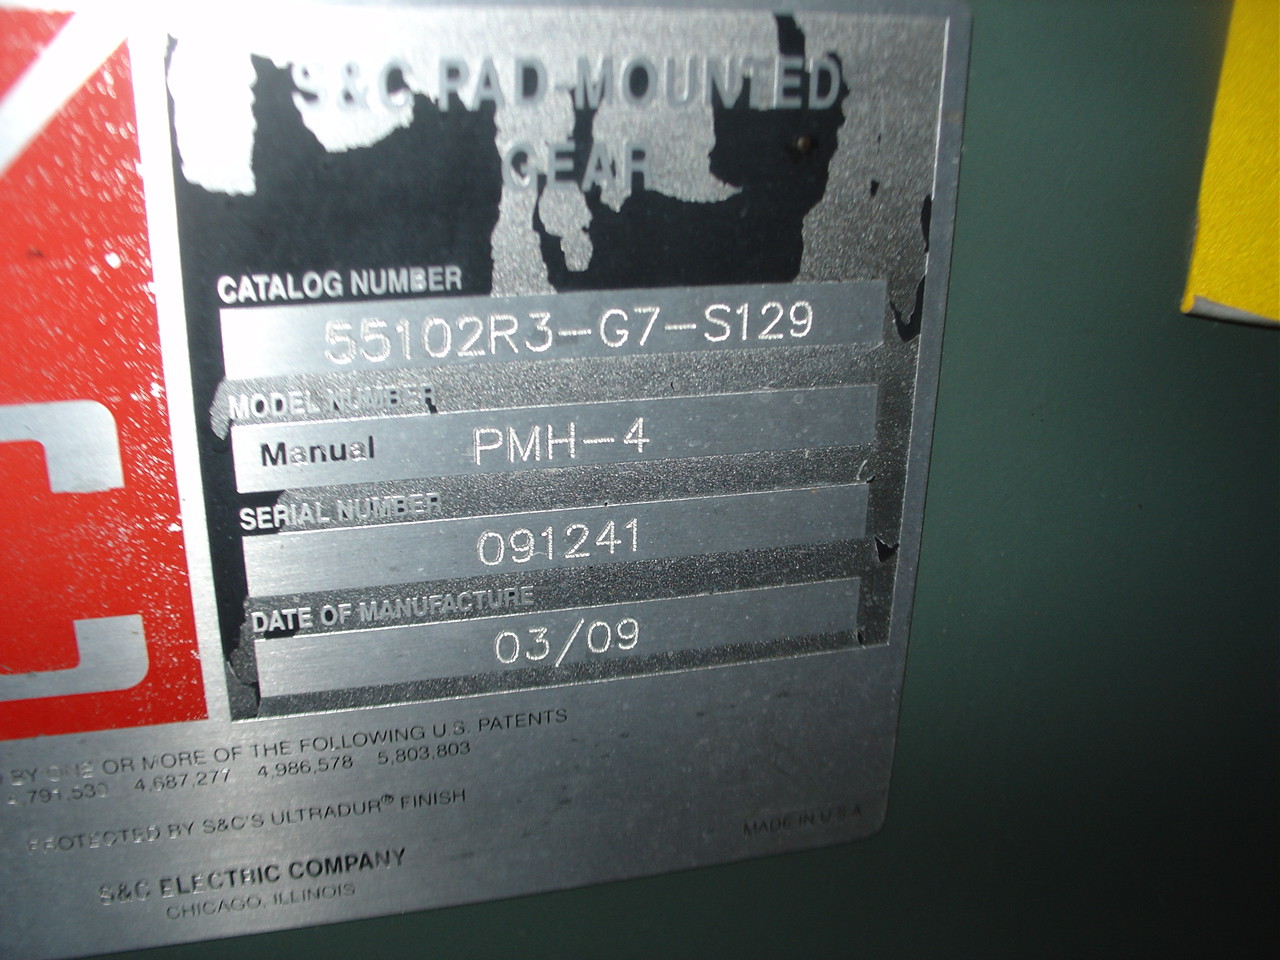 S&C PAD-MOUNTED
GEAR
CATALOG NUMBER
55102R3-G7-S129
MODEL NUMBER
Manual PMH-4
SERIAL NUMBER
091241
DATE OF MANUFACTURE
03/09
C
BY ONE OR MORE OF THE FOLLOWING U.S. PATENTS
4,687,277 4,986,578 5,803,803
PROTECTED BY S&C'S ULTRADUR® FINISH
MADE IN U.S.A.
S&C ELECTRIC COMPANY
CHICAGO, ILLINOIS